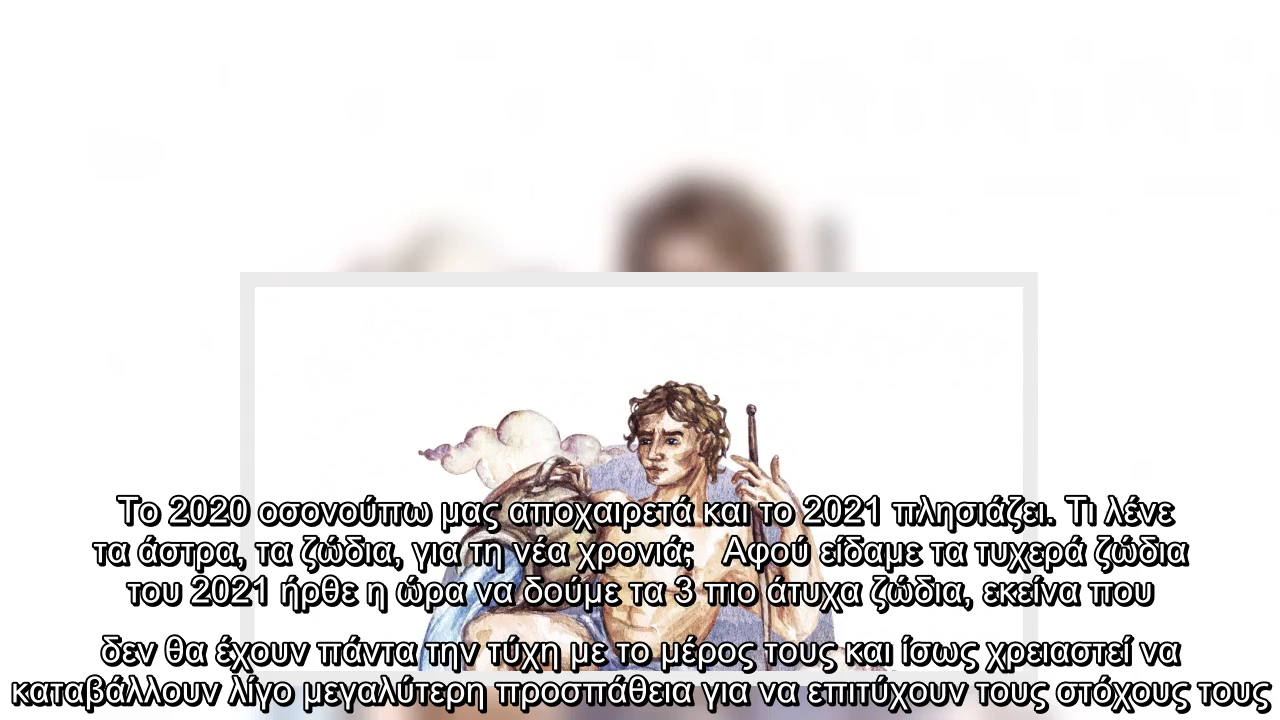 Το 2020 οσονούπω μας αποχαιρετά και το 2021 πλησιάζει. Τι λένε
τα άστρα, τα ζώδια, για τη νέα χρονιά; Αφού είδαμε τα τυχερά ζώδια
του 2021 ήρθε η ώρα να δούμε τα 3 πιο άτυχα ζώδια, εκείνα που
δεν θα έχουν πάντα την τύχη με το μέρος τους και ίσως χρειαστεί να
καταβάλλουν λίγο μεγαλύτερη προσπάθεια για να επιτύχουν τους στόχους τους